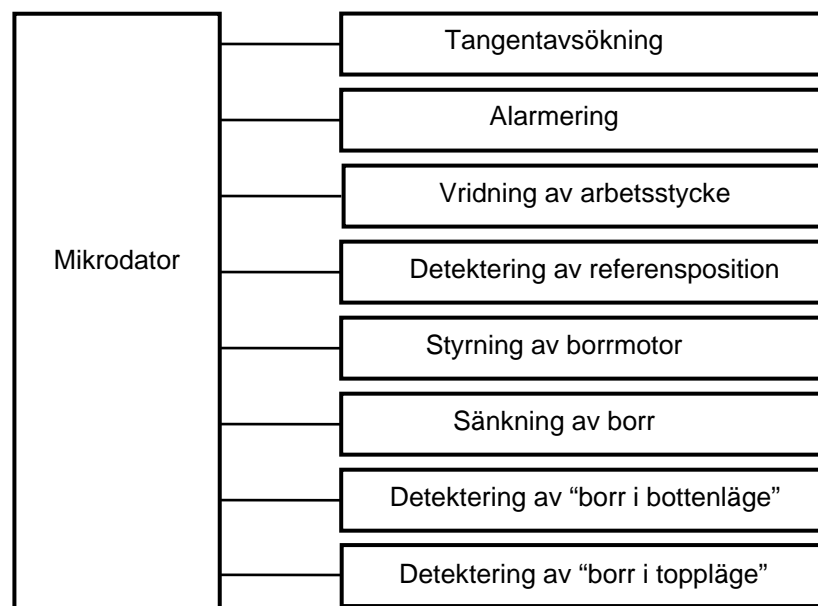 Tangentavsökning
Alarmering
Vridning av arbetsstycke
Mikrodator
Detektering av referensposition
Styrning av borrmotor
Sänkning av borr
Detektering av “borr i bottenläge”
Detektering av “borr i toppläge”